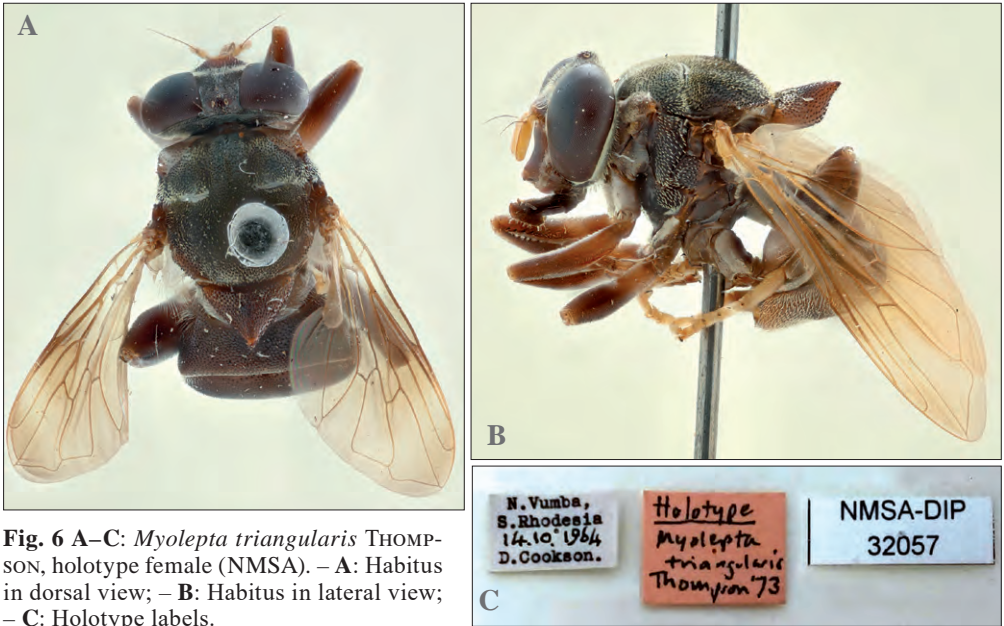 A
B
N.Vumba,
S.Rhodesia
14.10.1964
D.Cookson.
Holotype
Myolepta
triangularis
Thompson '73
NMSA-DIP
32057
C
Fig. 6 A–C: Myolepta triangularis THOMP-
SON, holotype female (NMSA). – A: Habitus
in dorsal view; – B: Habitus in lateral view;
– C: Holotype labels.